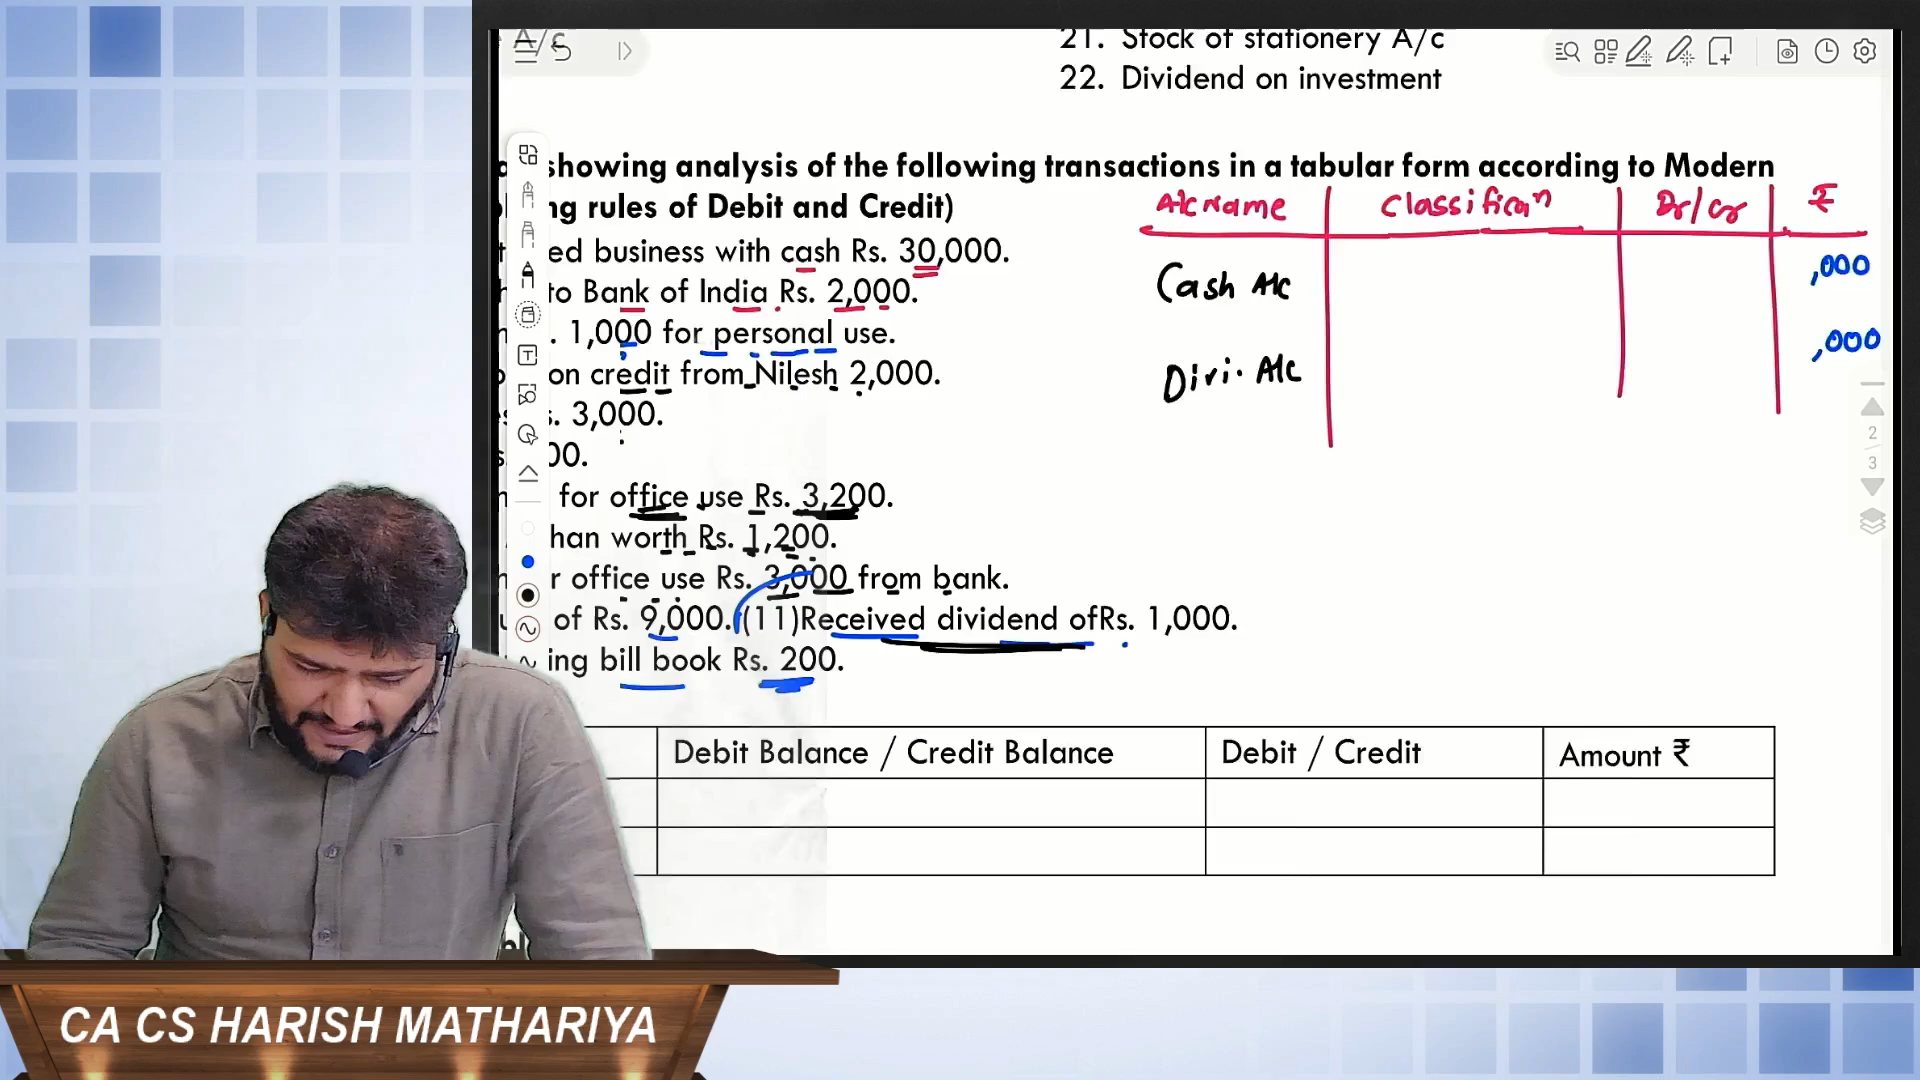 A/c
21. Stock of stationery A/c
22. Dividend on investment
showing analysis of the following transactions in a tabular form according to Modern
ng rules of Debit and Credit)
ed business with cash Rs. 30,000.
to Bank of India Rs. 2,000.
. 1,000 for personal use.
on credit from Nilesh 2,000.
. 3,000.
00.
for office use Rs. 3,200.
han worth Rs. 1,200.
r office use Rs. 3,000 from bank.
of Rs. 9,000. (11)Received dividend ofRs. 1,000.
ing bill book Rs. 200.
A/c name Classificaⁿ Dr/Cr ₹
Cash A/c ,000
Divi. A/c ,000
2
3
Debit Balance / Credit Balance Debit / Credit Amount ₹
CA CS HARISH MATHARIYA